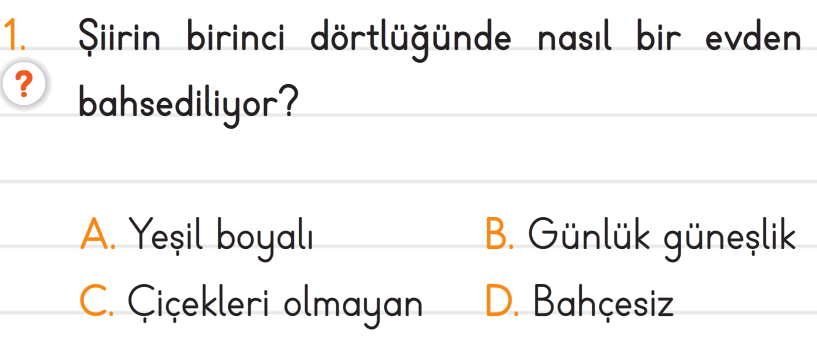 1. Şiirin birinci dörtlüğünde nasıl bir evden
? bahsediliyor?
A. Yeşil boyalı B. Günlük güneşlik
C. Çiçekleri olmayan D. Bahçesiz